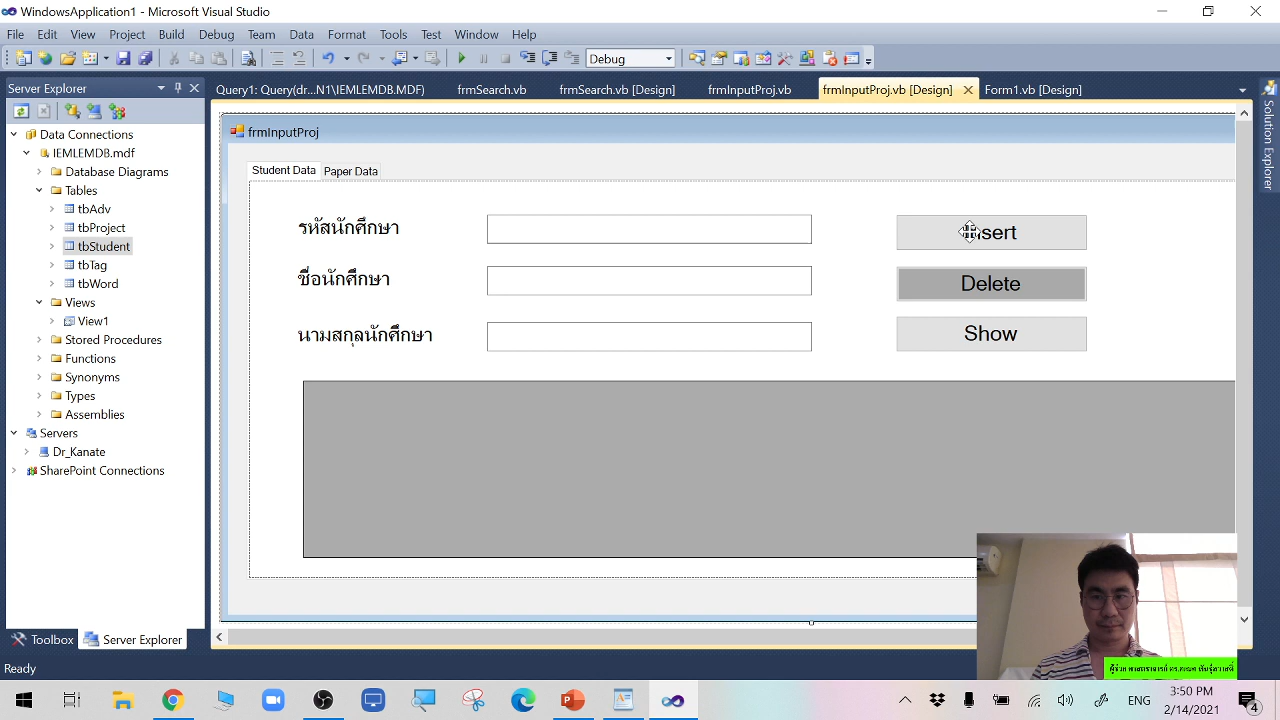 WindowsApplication1 - Microsoft Visual Studio
File Edit View Project Build Debug Team Data Format Tools Test Window Help
Debug
Server Explorer
Query1: Query(dr...N1\IEMLEMDB.MDF) frmSearch.vb frmSearch.vb [Design] frmInputProj.vb frmInputProj.vb [Design] Form1.vb [Design]
Solution Explorer
Data Connections
IEMLEMDB.mdf
Database Diagrams
Tables
tbAdv
tbProject
tbStudent
tbTag
tbWord
Views
View1
Stored Procedures
Functions
Synonyms
Types
Assemblies
Servers
Dr_Kanate
SharePoint Connections
frmInputProj
Student Data Paper Data
รหัสนักศึกษา
Insert
ชื่อนักศึกษา
Delete
นามสกุลนักศึกษา
Show
Toolbox Server Explorer
Ready
ENG
3:50 PM
2/14/2021
4